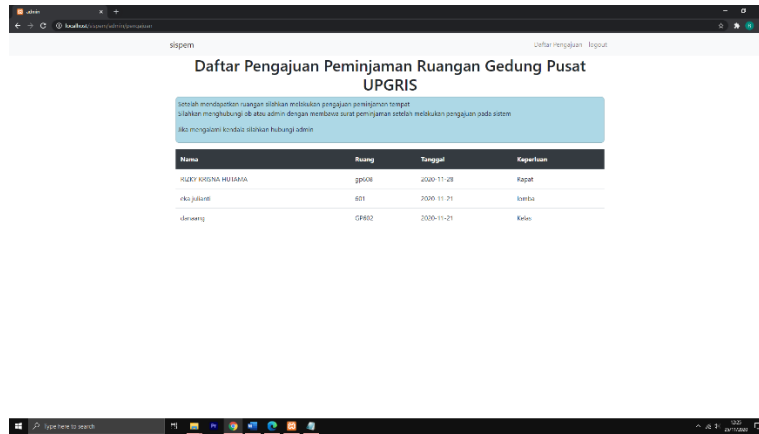 admin
localhost/sispem/admin/pengajuan
sispem
Daftar Pengajuan logout
Daftar Pengajuan Peminjaman Ruangan Gedung Pusat
UPGRIS
Setelah mendapatkan ruangan silahkan melakukan pengajuan peminjaman tempat
Silahkan menghubungi ob atau admin dengan membawa surat peminjaman setelah melakukan pengajuan pada sistem
Jika mengalami kendala silahkan hubungi admin
Nama Ruang Tanggal Keperluan
RIZKY KRISNA HUTAMA gp608 2020-11-28 Rapat
eka julianti 601 2020-11-21 lomba
danaang GP802 2020-11-21 Kelas
Type here to search